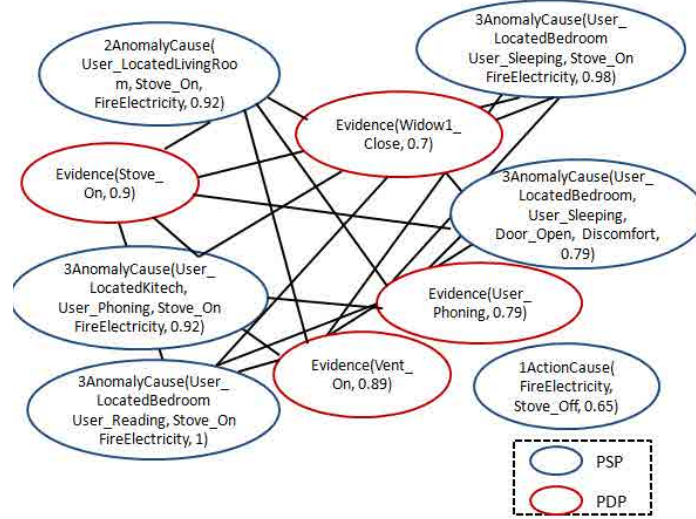 2AnomalyCause(
User_LocatedLivingRoo
m, Stove_On,
FireElectricity, 0.92)
3AnomalyCause(User_
LocatedBedroom
User_Sleeping, Stove_On
FireElectricity, 0.98)
Evidence(Widow1_
Close, 0.7)
Evidence(Stove_
On, 0.9)
3AnomalyCause(User_
LocatedBedroom,
User_Sleeping,
Door_Open, Discomfort,
0.79)
3AnomalyCause(User_
LocatedKitech,
User_Phoning, Stove_On
FireElectricity, 0.92)
Evidence(User_
Phoning, 0.79)
Evidence(Vent_
On, 0.89)
3AnomalyCause(User_
LocatedBedroom
User_Reading, Stove_On
FireElectricity, 1)
1ActionCause(
FireElectricity,
Stove_Off, 0.65)
PSP
PDP